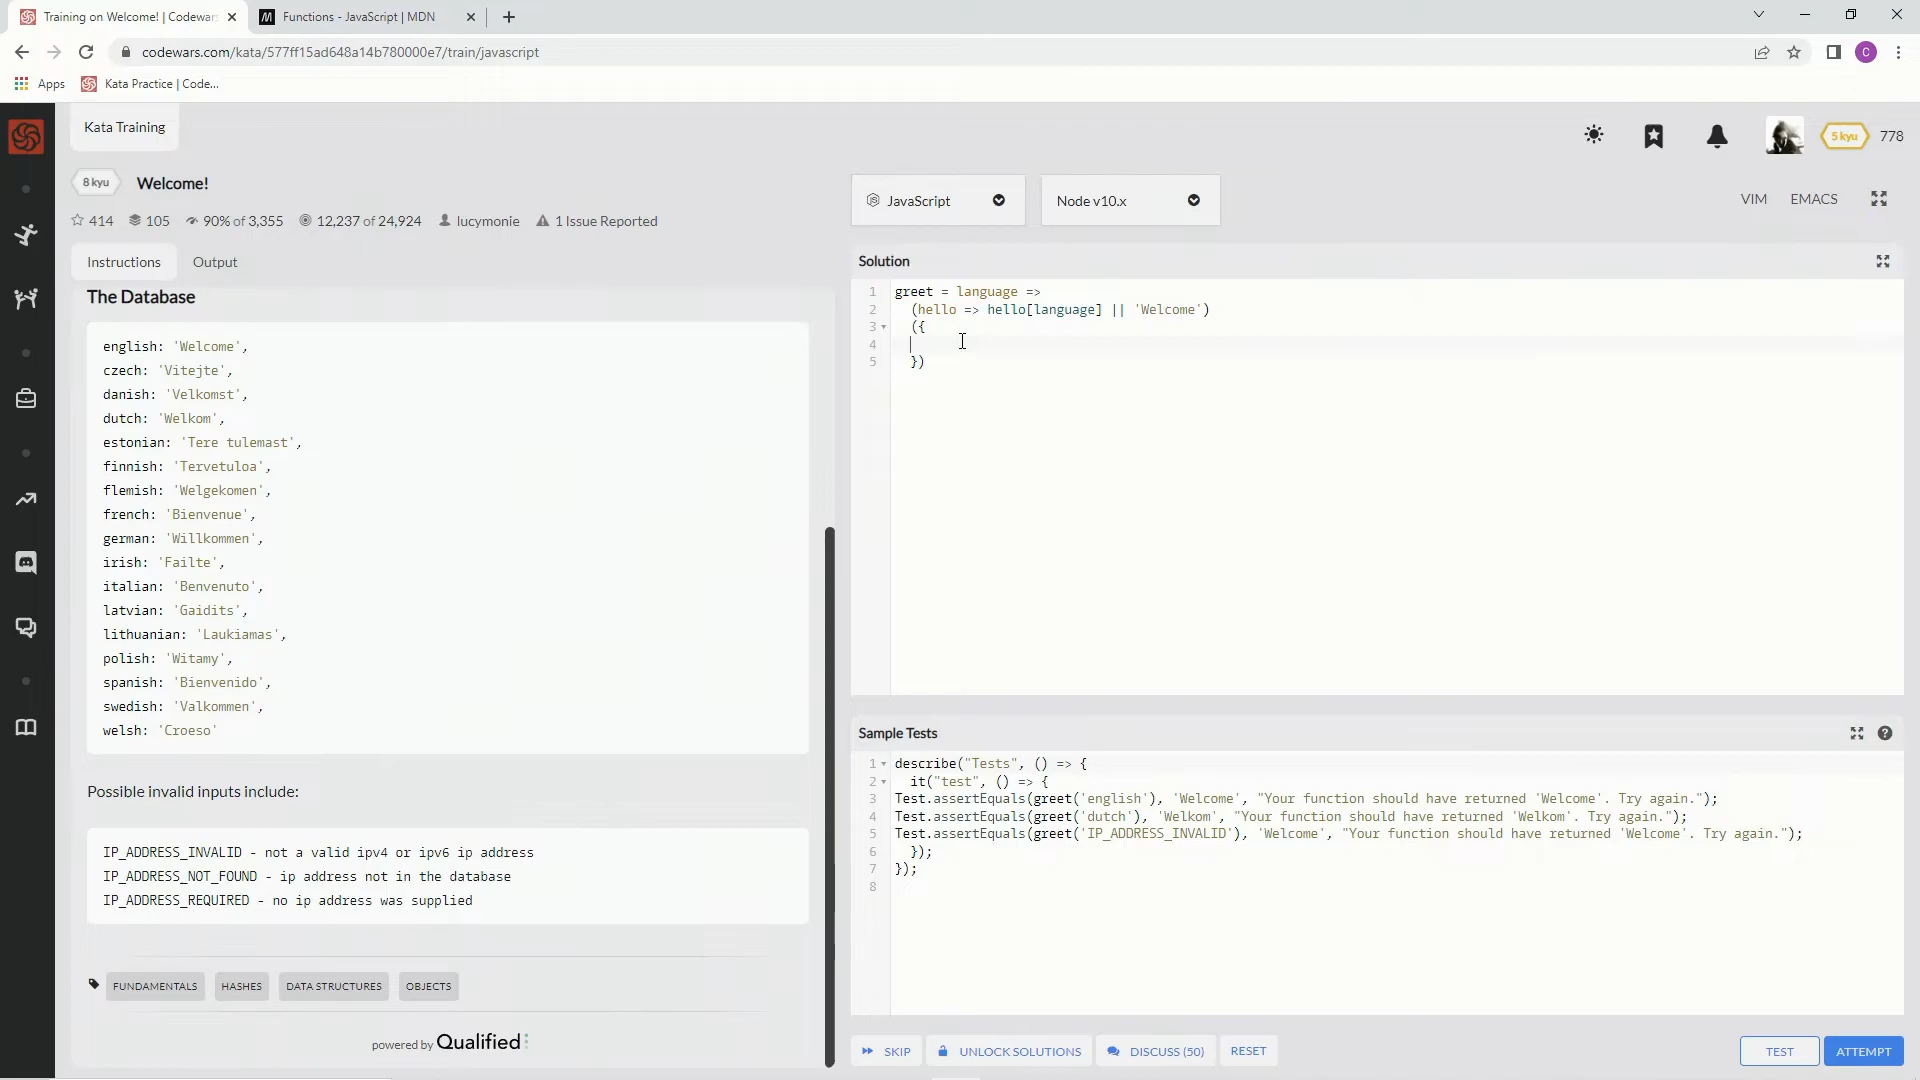 Training on Welcome! | Codewars
Functions - JavaScript | MDN
codewars.com/kata/577ff15ad648a14b780000e7/train/javascript
C
Apps
Kata Practice | Code...
Kata Training
5 kyu
778
8 kyu
Welcome!
414 105 90% of 3,355 12,237 of 24,924 lucymonie 1 Issue Reported
JavaScript
Node v10.x
VIM
EMACS
Instructions
Output
Solution
The Database
english: 'Welcome',
czech: 'Vitejte',
danish: 'Velkomst',
dutch: 'Welkom',
estonian: 'Tere tulemast',
finnish: 'Tervetuloa',
flemish: 'Welgekomen',
french: 'Bienvenue',
german: 'Willkommen',
irish: 'Failte',
italian: 'Benvenuto',
latvian: 'Gaidits',
lithuanian: 'Laukiamas',
polish: 'Witamy',
spanish: 'Bienvenido',
swedish: 'Valkommen',
welsh: 'Croeso'
Possible invalid inputs include:
IP_ADDRESS_INVALID - not a valid ipv4 or ipv6 ip address
IP_ADDRESS_NOT_FOUND - ip address not in the database
IP_ADDRESS_REQUIRED - no ip address was supplied
FUNDAMENTALS HASHES DATA STRUCTURES OBJECTS
powered by Qualified
1 greet = language =>
2 (hello => hello[language] || 'Welcome')
3 ({
4
5 })
Sample Tests
1 describe("Tests", () => {
2 it("test", () => {
3 Test.assertEquals(greet('english'), 'Welcome', "Your function should have returned 'Welcome'. Try again.");
4 Test.assertEquals(greet('dutch'), 'Welkom', "Your function should have returned 'Welkom'. Try again.");
5 Test.assertEquals(greet('IP_ADDRESS_INVALID'), 'Welcome', "Your function should have returned 'Welcome'. Try again.");
6 });
7 });
8
SKIP
UNLOCK SOLUTIONS
DISCUSS (50)
RESET
TEST
ATTEMPT